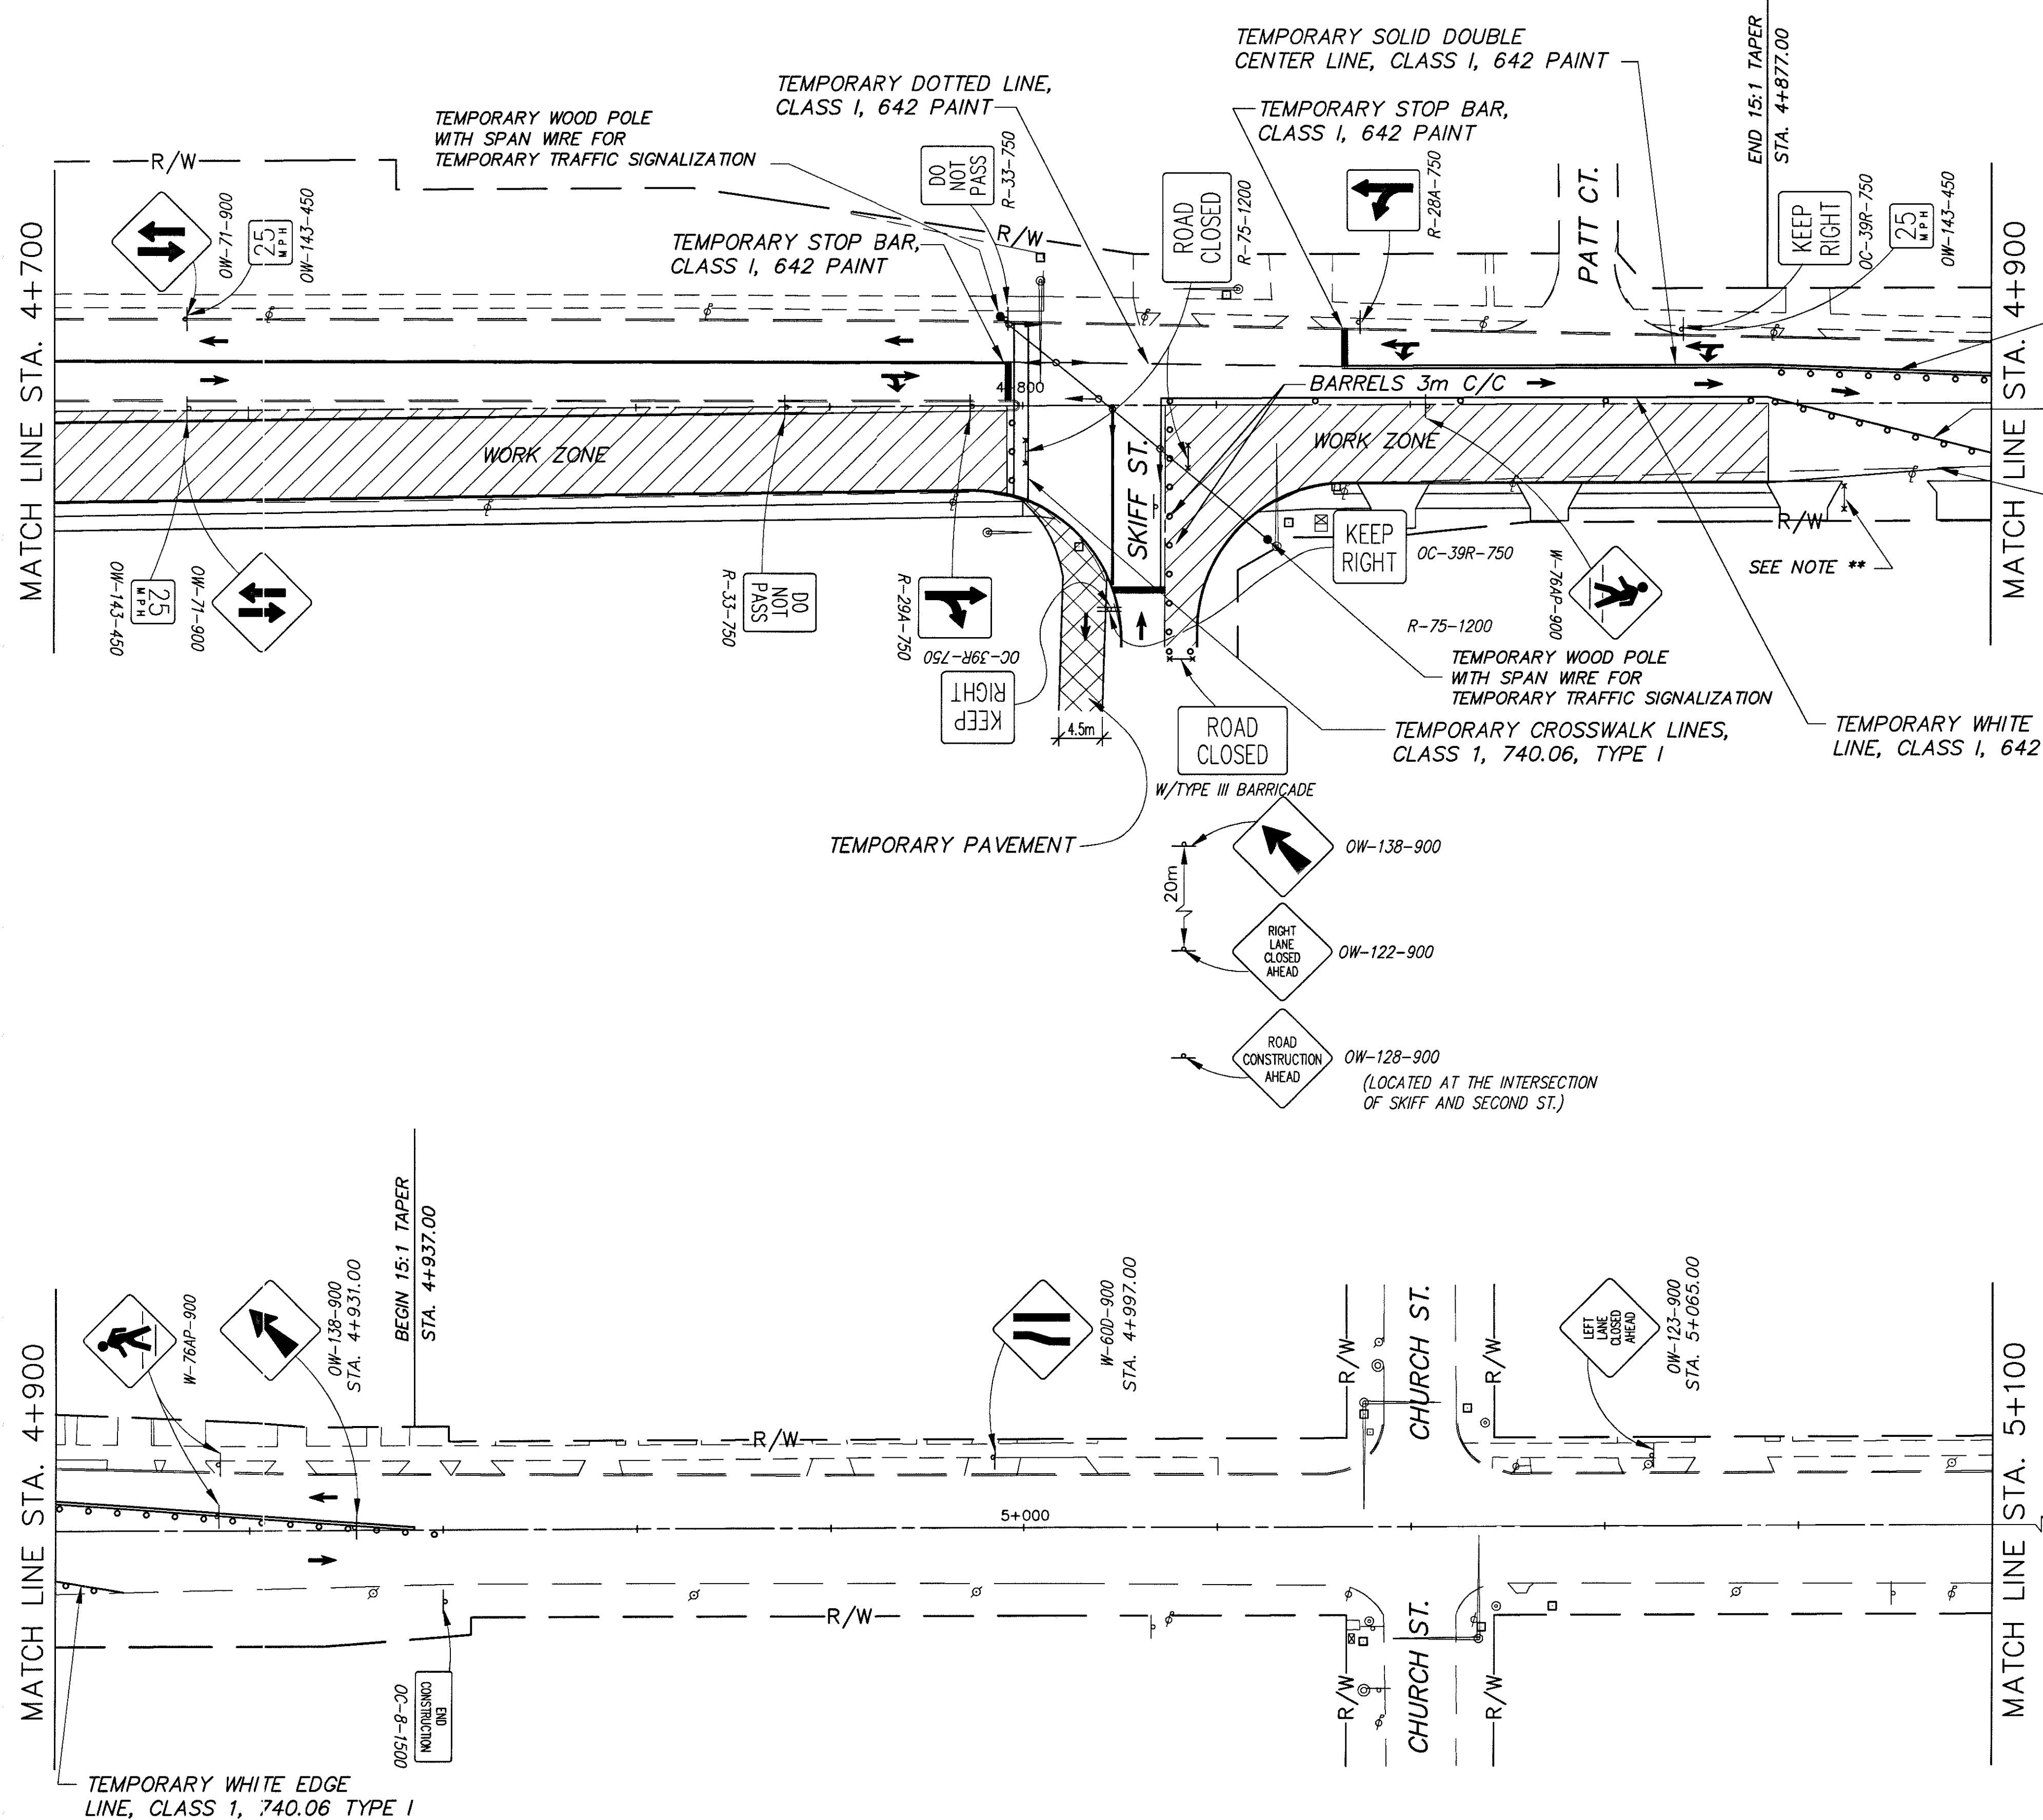 TEMPORARY SOLID DOUBLE
CENTER LINE, CLASS I, 642 PAINT
END 15:1 TAPER
STA. 4+877.00
TEMPORARY DOTTED LINE,
CLASS I, 642 PAINT
TEMPORARY STOP BAR,
CLASS I, 642 PAINT
TEMPORARY WOOD POLE
WITH SPAN WIRE FOR
TEMPORARY TRAFFIC SIGNALIZATION
R/W
DO
NOT
PASS
R-33-750
ROAD
CLOSED
R-75-1200
R-28A-750
PATT CT.
KEEP
RIGHT
OC-39R-750
25
MPH
OW-143-450
OW-71-900
25
MPH
OW-143-450
TEMPORARY STOP BAR,
CLASS I, 642 PAINT
R/W
MATCH LINE STA. 4+700
MATCH LINE STA. 4+900
4+800
BARRELS 3m C/C
WORK ZONE
SKIFF ST.
WORK ZONE
OW-143-450
25
MPH
OW-71-900
R-33-750
DO
NOT
PASS
R-29A-750
OC-39R-750
KEEP
RIGHT
4.5m
KEEP
RIGHT
OC-39R-750
W-76AP-900
R/W
SEE NOTE **
R-75-1200
TEMPORARY WOOD POLE
WITH SPAN WIRE FOR
TEMPORARY TRAFFIC SIGNALIZATION
ROAD
CLOSED
W/TYPE III BARRICADE
TEMPORARY CROSSWALK LINES,
CLASS 1, 740.06, TYPE I
TEMPORARY WHITE
LINE, CLASS I, 642
TEMPORARY PAVEMENT
OW-138-900
20m
RIGHT
LANE
CLOSED
AHEAD
OW-122-900
ROAD
CONSTRUCTION
AHEAD
OW-128-900
(LOCATED AT THE INTERSECTION
OF SKIFF AND SECOND ST.)
MATCH LINE STA. 4+900
W-76AP-900
OW-138-900
STA. 4+931.00
BEGIN 15:1 TAPER
STA. 4+937.00
W-60D-900
STA. 4+997.00
R/W
CHURCH ST.
R/W
LEFT
LANE
CLOSED
AHEAD
OW-123-900
STA. 5+065.00
MATCH LINE STA. 5+100
R/W
5+000
R/W
R/W
CHURCH ST.
R/W
OC-8-1500
END
CONSTRUCTION
TEMPORARY WHITE EDGE
LINE, CLASS 1, 740.06 TYPE I